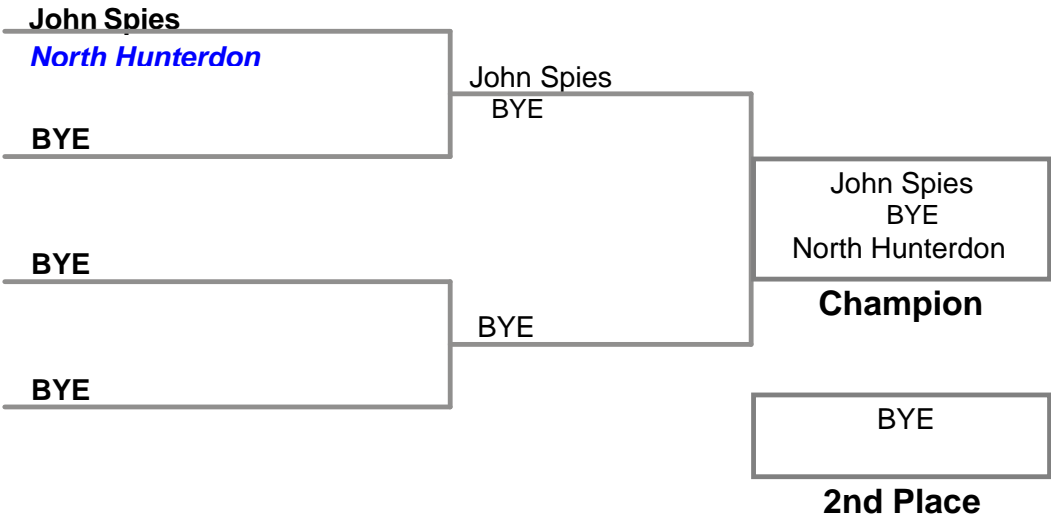 John Spies
North Hunterdon
BYE
John Spies
BYE
BYE
BYE
BYE
John Spies
BYE
North Hunterdon
Champion
BYE
2nd Place